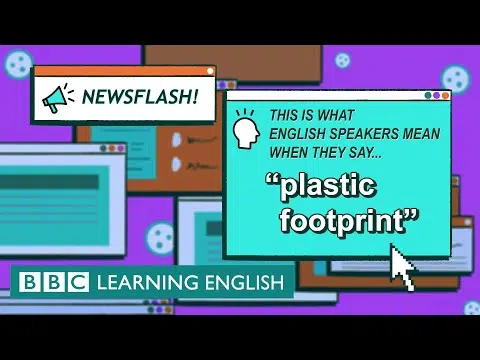 NEWSFLASH!
THIS IS WHAT
ENGLISH SPEAKERS MEAN
WHEN THEY SAY...
“plastic
footprint”
BBC LEARNING ENGLISH